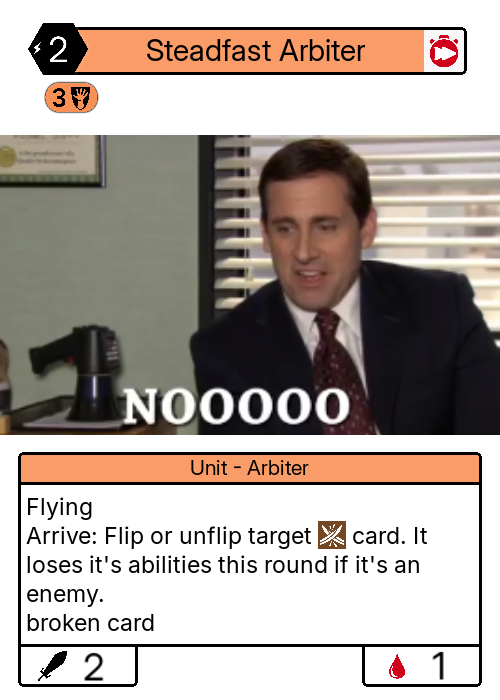 2
Steadfast Arbiter
3
NOOOOO
Unit - Arbiter
Flying
Arrive: Flip or unflip target card. It
loses it's abilities this round if it's an
enemy.
broken card
2
1